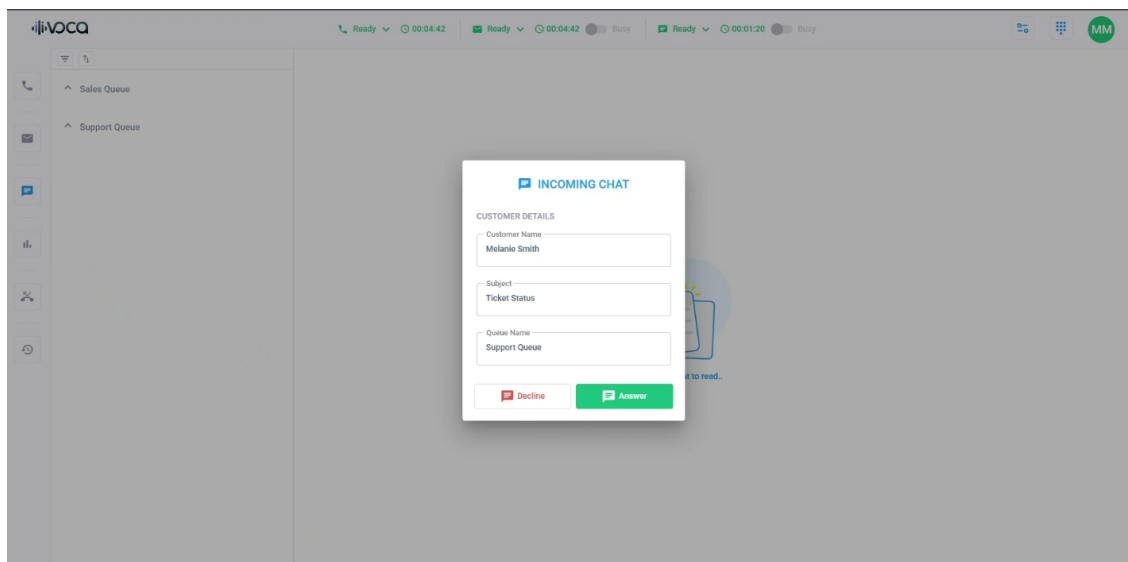 VOCA
Ready 00:04:42 Ready 00:04:42 Busy Ready 00:01:20 Busy
MM
Sales Queue
Support Queue
INCOMING CHAT
CUSTOMER DETAILS
Customer Name
Melanie Smith
Subject
Ticket Status
Queue Name
Support Queue
to read..
Decline Answer